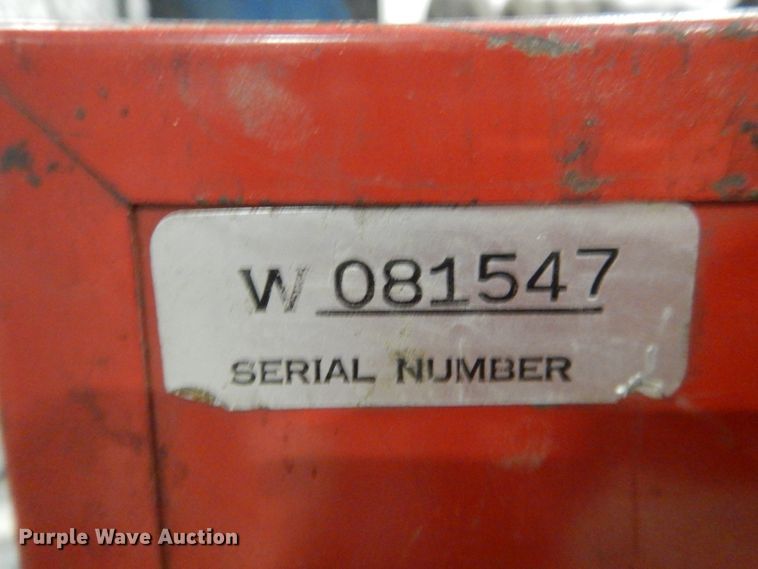 W 081547
SERIAL NUMBER
Purple Wave Auction